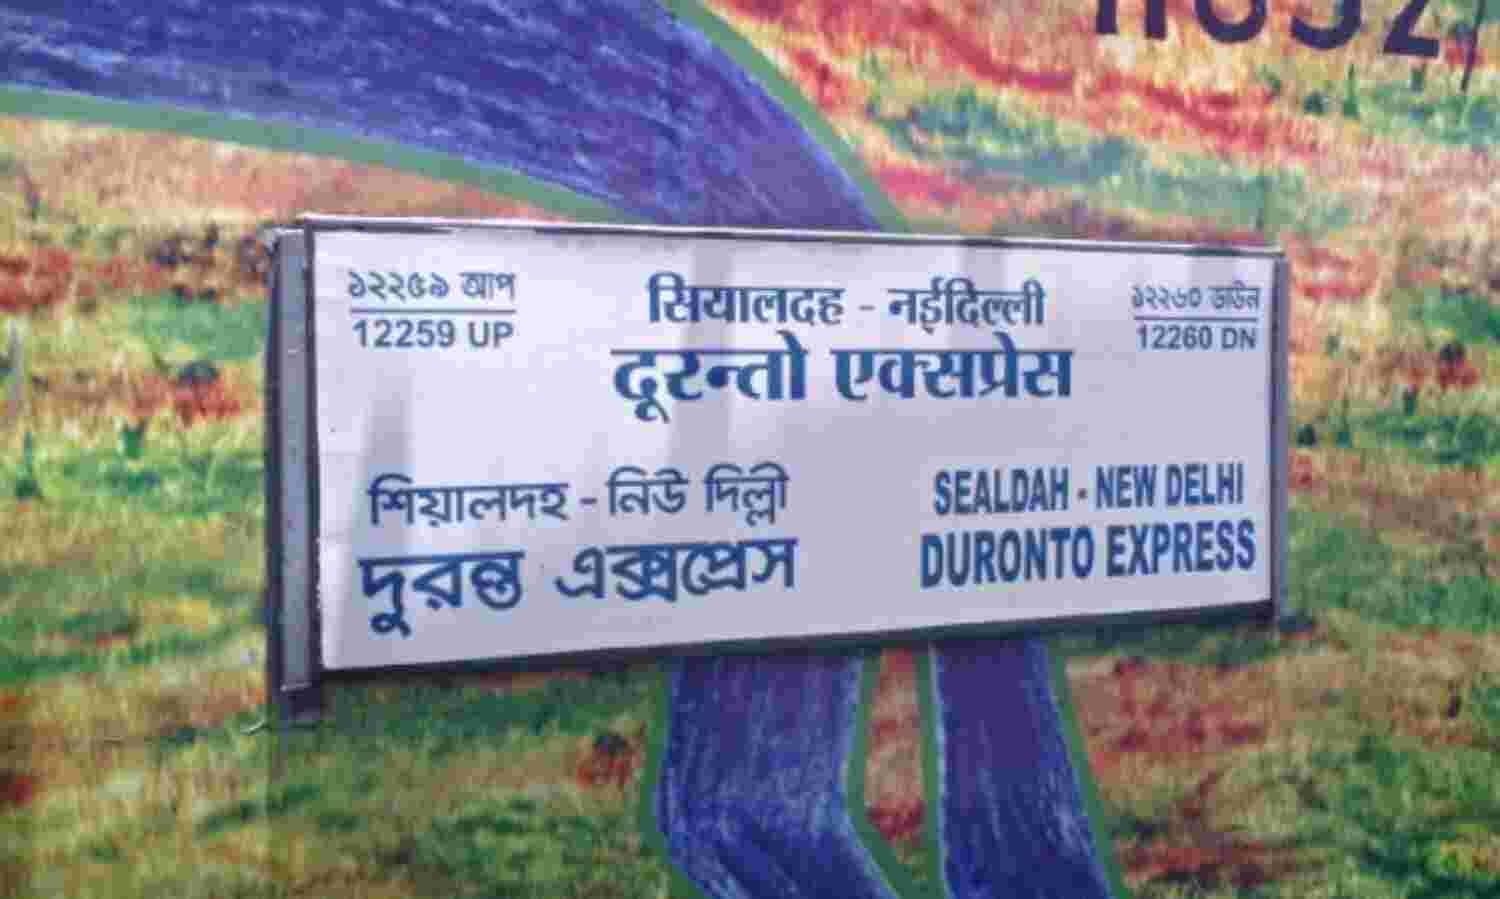 ১২২৫৯ আপ
12259 UP
सियालदह - नईदिल्ली
दूरन्तो एक्सप्रेस
১২২৬০ ডাউন
12260 DN
শিয়ালদহ - নিউ দিল্লী
দুরন্ত এক্সপ্রেস
SEALDAH - NEW DELHI
DURONTO EXPRESS